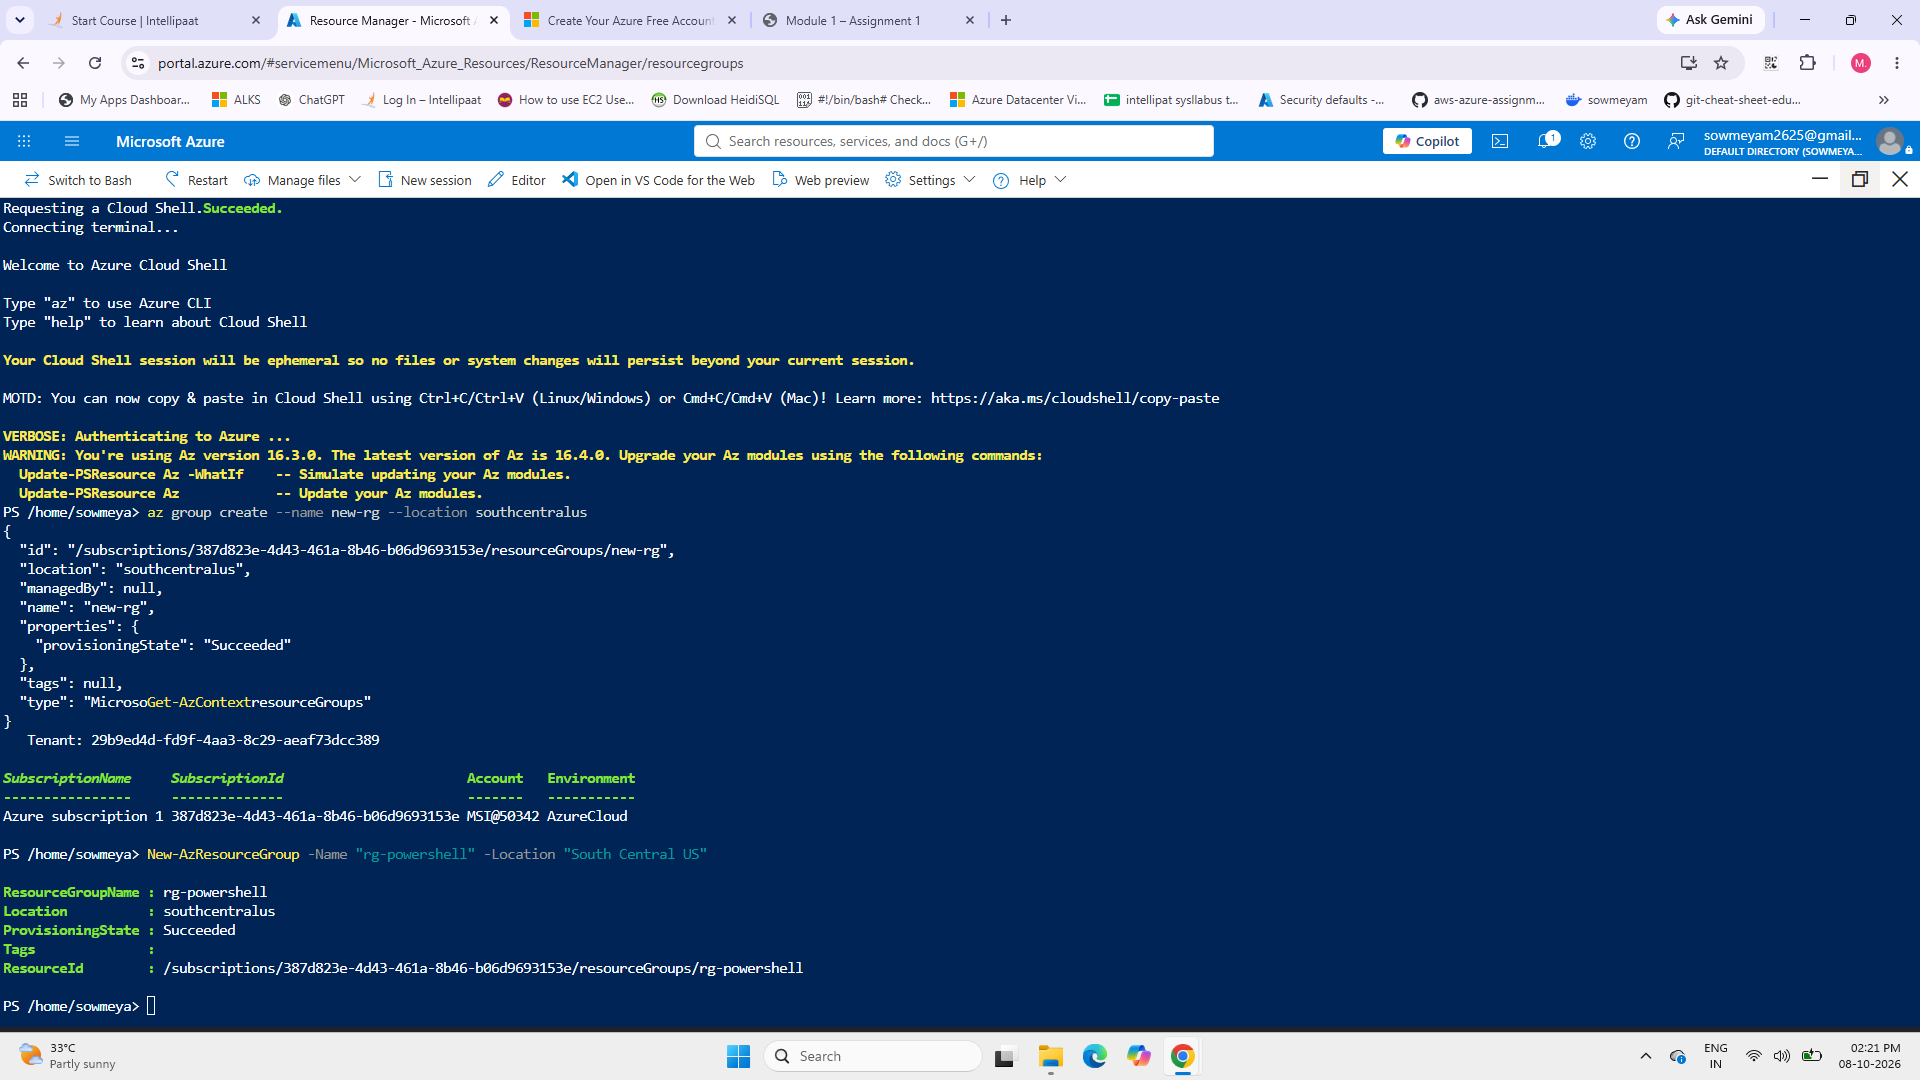 Start Course | Intellipaat
Resource Manager - Microsoft A
Create Your Azure Free Account
Module 1 – Assignment 1
Ask Gemini
portal.azure.com/#servicemenu/Microsoft_Azure_Resources/ResourceManager/resourcegroups
M.
My Apps Dashboar...
ALKS
ChatGPT
Log In – Intellipaat
How to use EC2 Use...
Download HeidiSQL
#!/bin/bash# Check...
Azure Datacenter Vi...
intellipat sysllabus t...
Security defaults -...
aws-azure-assignm...
sowmeyam
git-cheat-sheet-edu...
Microsoft Azure
Search resources, services, and docs (G+/)
Copilot
1
sowmeyam2625@gmail...
DEFAULT DIRECTORY (SOWMEYA...
Switch to Bash
Restart
Manage files
New session
Editor
Open in VS Code for the Web
Web preview
Settings
Help
Requesting a Cloud Shell.Succeeded.
Connecting terminal...
Welcome to Azure Cloud Shell
Type "az" to use Azure CLI
Type "help" to learn about Cloud Shell
Your Cloud Shell session will be ephemeral so no files or system changes will persist beyond your current session.
MOTD: You can now copy & paste in Cloud Shell using Ctrl+C/Ctrl+V (Linux/Windows) or Cmd+C/Cmd+V (Mac)! Learn more: https://aka.ms/cloudshell/copy-paste
VERBOSE: Authenticating to Azure ...
WARNING: You're using Az version 16.3.0. The latest version of Az is 16.4.0. Upgrade your Az modules using the following commands:
Update-PSResource Az -WhatIf    -- Simulate updating your Az modules.
Update-PSResource Az            -- Update your Az modules.
PS /home/sowmeya> az group create --name new-rg --location southcentralus
{
"id": "/subscriptions/387d823e-4d43-461a-8b46-b06d9693153e/resourceGroups/new-rg",
"location": "southcentralus",
"managedBy": null,
"name": "new-rg",
"properties": {
"provisioningState": "Succeeded"
},
"tags": null,
"type": "MicrosoGet-AzContextresourceGroups"
}
Tenant: 29b9ed4d-fd9f-4aa3-8c29-aeaf73dcc389
SubscriptionName     SubscriptionId                       Account   Environment
----------------     --------------                       -------   -----------
Azure subscription 1 387d823e-4d43-461a-8b46-b06d9693153e MSI@50342 AzureCloud
PS /home/sowmeya> New-AzResourceGroup -Name "rg-powershell" -Location "South Central US"
ResourceGroupName : rg-powershell
Location          : southcentralus
ProvisioningState : Succeeded
Tags              :
ResourceId        : /subscriptions/387d823e-4d43-461a-8b46-b06d9693153e/resourceGroups/rg-powershell
PS /home/sowmeya>
33°C
Partly sunny
Search
ENG
IN
02:21 PM
08-10-2026